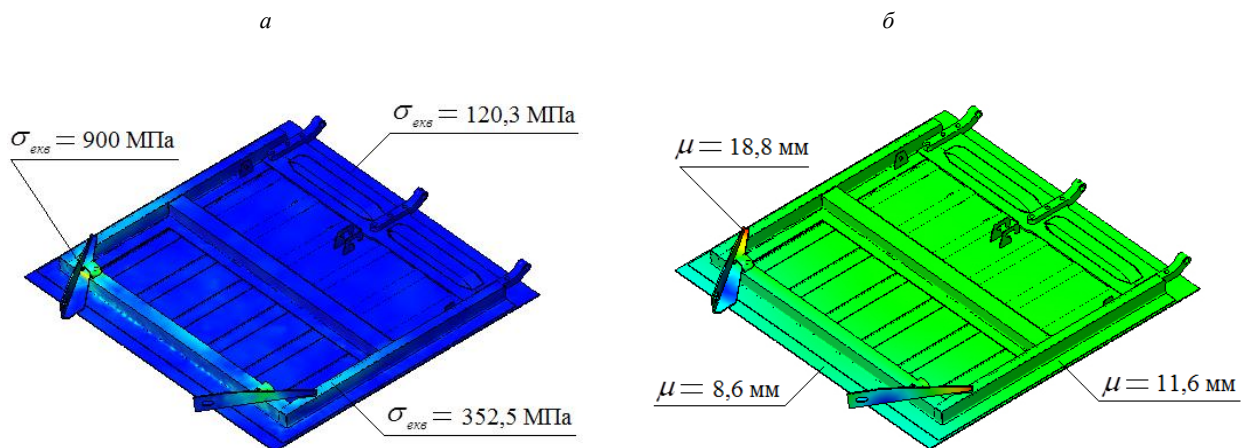 а
б
σекв = 900 МПа
σекв = 120,3 МПа
σекв = 352,5 МПа
μ = 18,8 мм
μ = 8,6 мм
μ = 11,6 мм